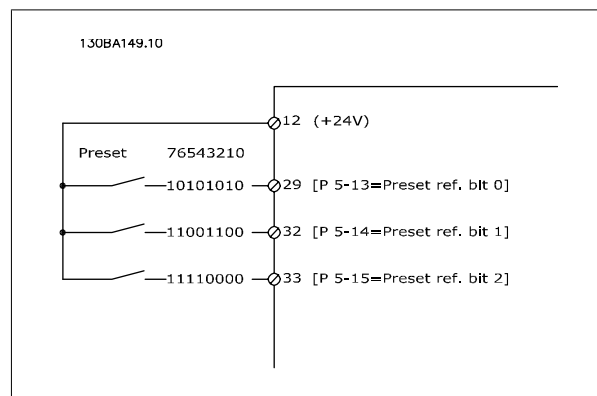 130BA149.10
12 (+24V)
Preset 76543210
10101010 29 [P 5-13=Preset ref. bit 0]
11001100 32 [P 5-14=Preset ref. bit 1]
11110000 33 [P 5-15=Preset ref. bit 2]